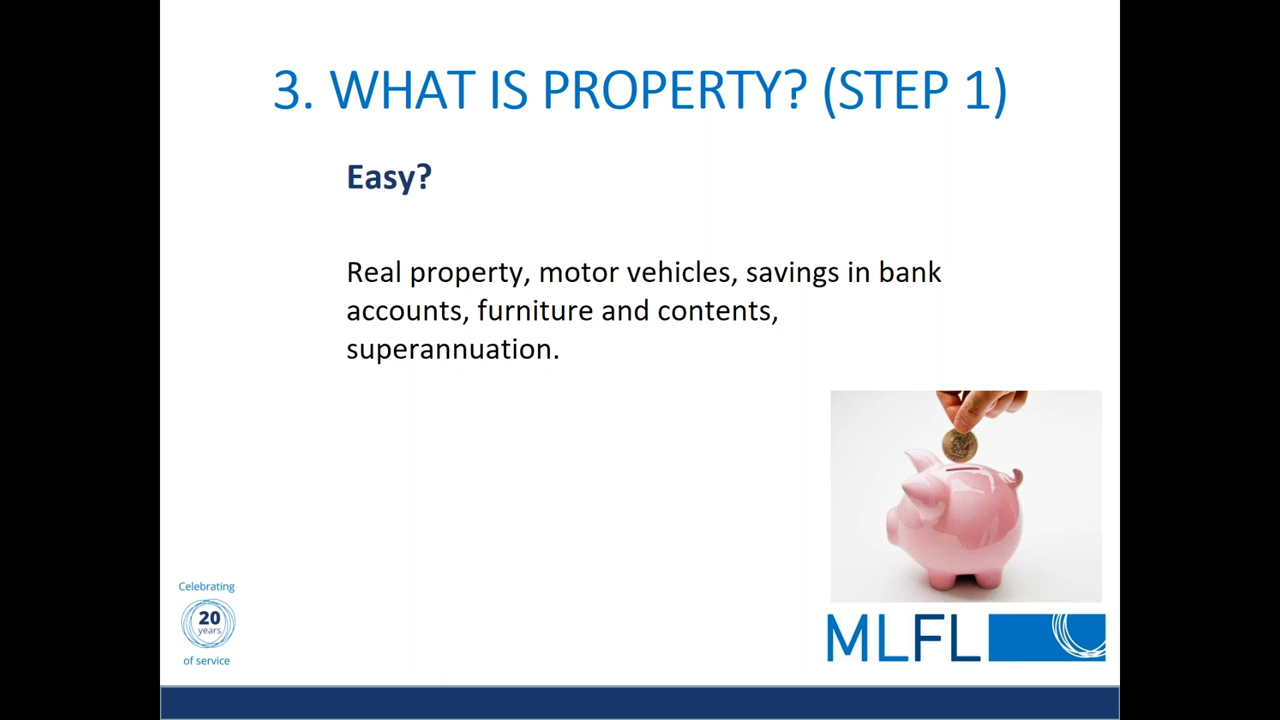 3. WHAT IS PROPERTY? (STEP 1)
Easy?
Real property, motor vehicles, savings in bank
accounts, furniture and contents,
superannuation.
Celebrating
20
years
of service
MLFL